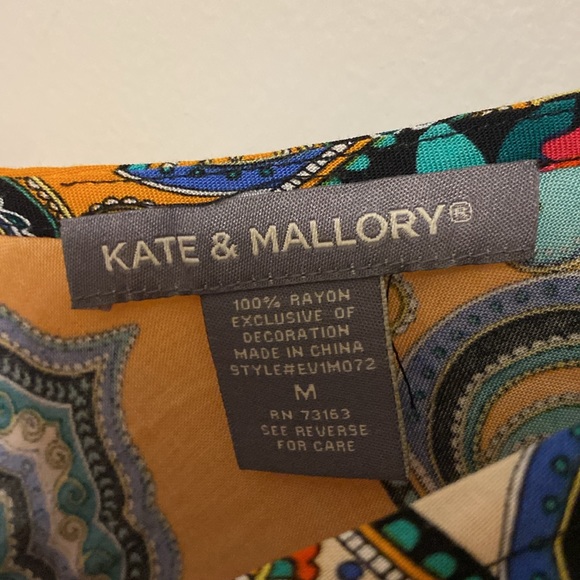 KATE & MALLORY®
100% RAYON
EXCLUSIVE OF
DECORATION
MADE IN CHINA
STYLE#EV1M072
M
RN 73163
SEE REVERSE
FOR CARE